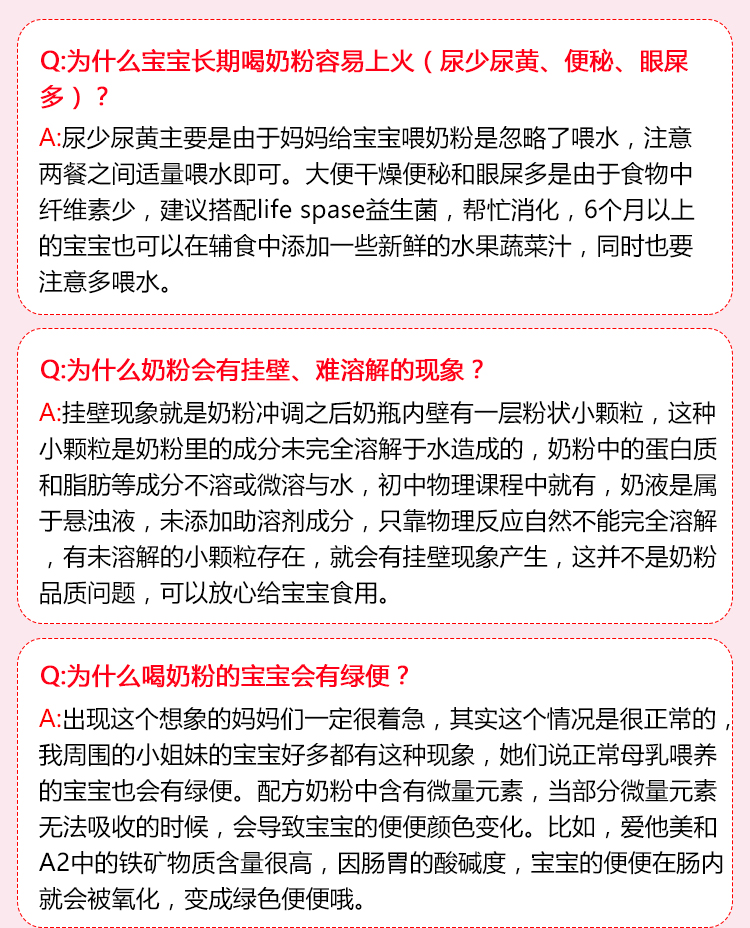 Q:为什么宝宝长期喝奶粉容易上火（尿少尿黄、便秘、眼屎
多）？
A:尿少尿黄主要是由于妈妈给宝宝喂奶粉是忽略了喂水，注意
两餐之间适量喂水即可。大便干燥便秘和眼屎多是由于食物中
纤维素少，建议搭配life spase益生菌，帮忙消化，6个月以上
的宝宝也可以在辅食中添加一些新鲜的水果蔬菜汁，同时也要
注意多喂水。
Q:为什么奶粉会有挂壁、难溶解的现象？
A:挂壁现象就是奶粉冲调之后奶瓶内壁有一层粉状小颗粒，这种
小颗粒是奶粉里的成分未完全溶解于水造成的，奶粉中的蛋白质
和脂肪等成分不溶或微溶与水，初中物理课程中就有，奶液是属
于悬浊液，未添加助溶剂成分，只靠物理反应自然不能完全溶解
，有未溶解的小颗粒存在，就会有挂壁现象产生，这并不是奶粉
品质问题，可以放心给宝宝食用。
Q:为什么喝奶粉的宝宝会有绿便？
A:出现这个想象的妈妈们一定很着急，其实这个情况是很正常的，
我周围的小姐妹的宝宝好多都有这种现象，她们说正常母乳喂养
的宝宝也会有绿便。配方奶粉中含有微量元素，当部分微量元素
无法吸收的时候，会导致宝宝的便便颜色变化。比如，爱他美和
A2中的铁矿物质含量很高，因肠胃的酸碱度，宝宝的便便在肠内
就会被氧化，变成绿色便便哦。